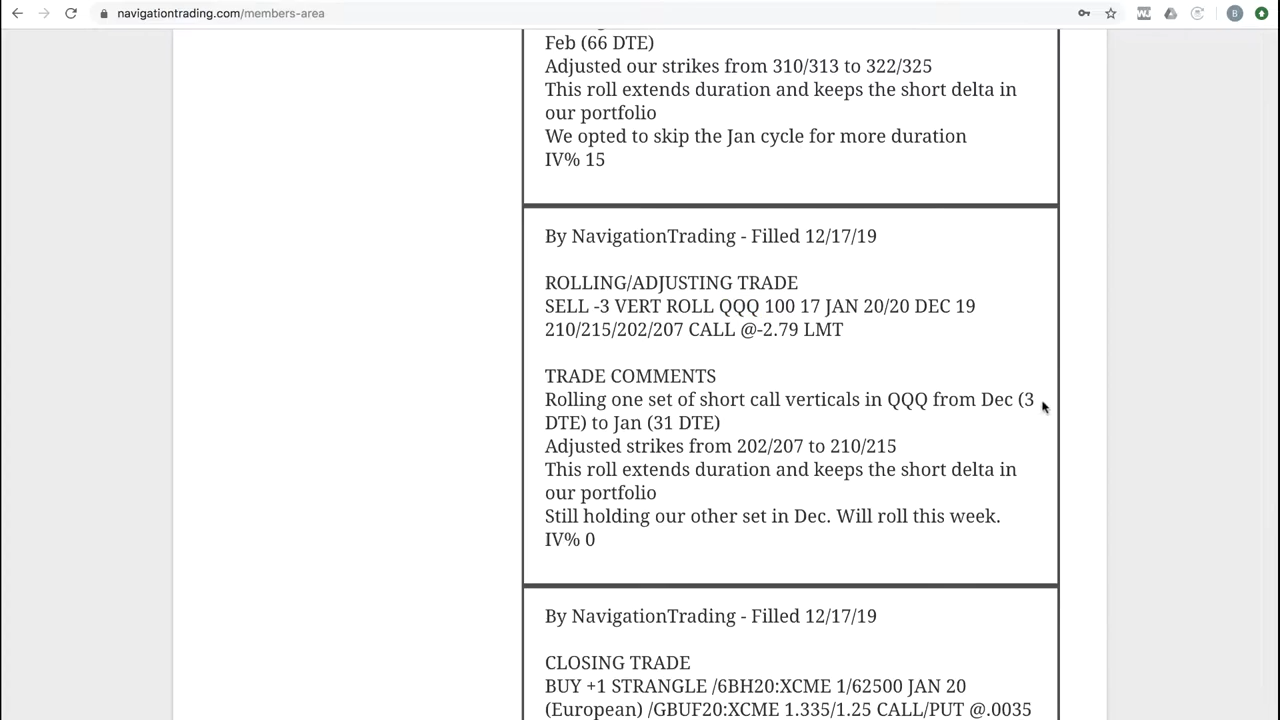 navigationtrading.com/members-area
B
Feb (66 DTE)
Adjusted our strikes from 310/313 to 322/325
This roll extends duration and keeps the short delta in
our portfolio
We opted to skip the Jan cycle for more duration
IV% 15
By NavigationTrading - Filled 12/17/19
ROLLING/ADJUSTING TRADE
SELL -3 VERT ROLL QQQ 100 17 JAN 20/20 DEC 19
210/215/202/207 CALL @-2.79 LMT
TRADE COMMENTS
Rolling one set of short call verticals in QQQ from Dec (3
DTE) to Jan (31 DTE)
Adjusted strikes from 202/207 to 210/215
This roll extends duration and keeps the short delta in
our portfolio
Still holding our other set in Dec. Will roll this week.
IV% 0
By NavigationTrading - Filled 12/17/19
CLOSING TRADE
BUY +1 STRANGLE /6BH20:XCME 1/62500 JAN 20
(European) /GBUF20:XCME 1.335/1.25 CALL/PUT @.0035